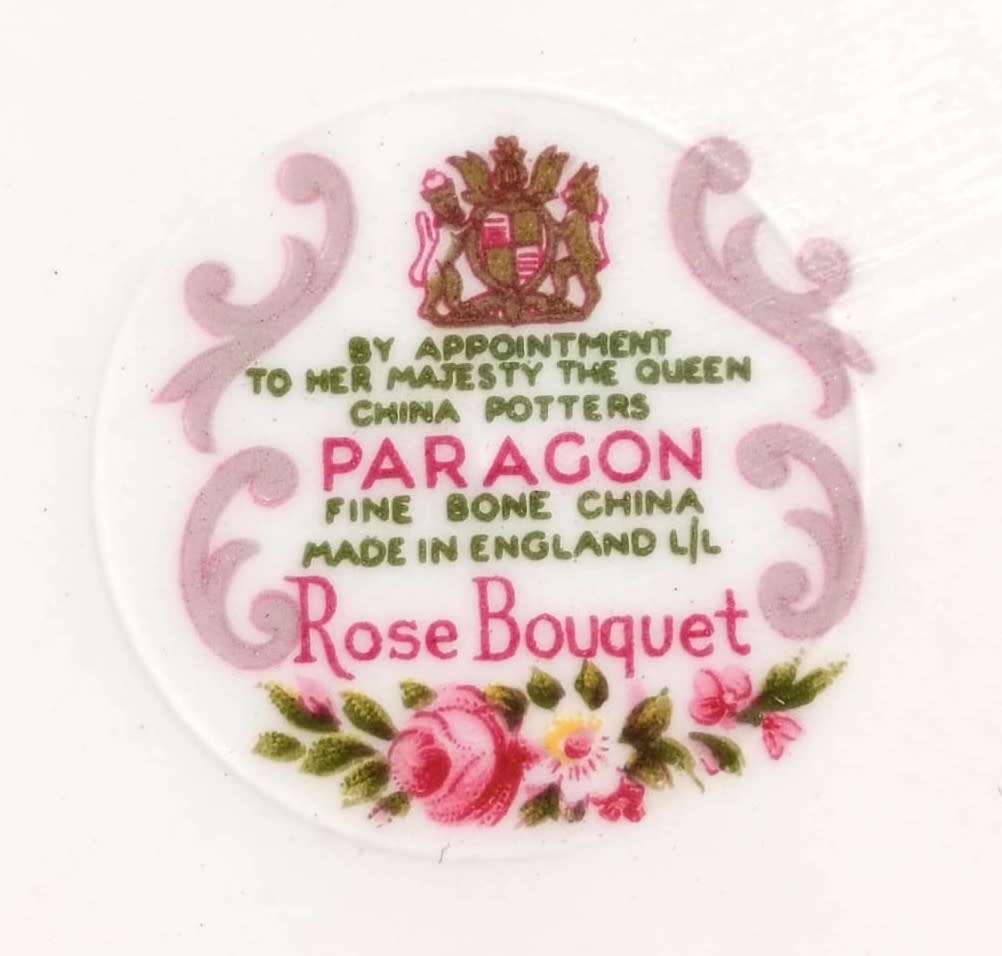 BY APPOINTMENT
TO HER MAJESTY THE QUEEN
CHINA POTTERS
PARAGON
FINE BONE CHINA
MADE IN ENGLAND L/L
Rose Bouquet